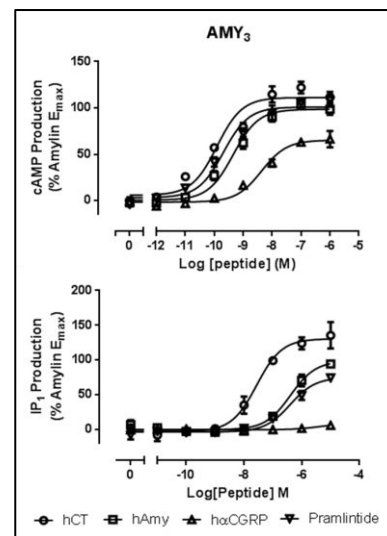 AMY3
cAMP Production
(% Amylin Emax)
150
100
50
0
0 -12 -11 -10 -9 -8 -7 -6 -5
Log [peptide] (M)
IP1 Production
(% Amylin Emax)
200
150
100
50
0
0 -10 -8 -6 -4
Log[Peptide] M
hCT hAmy hαCGRP Pramlintide